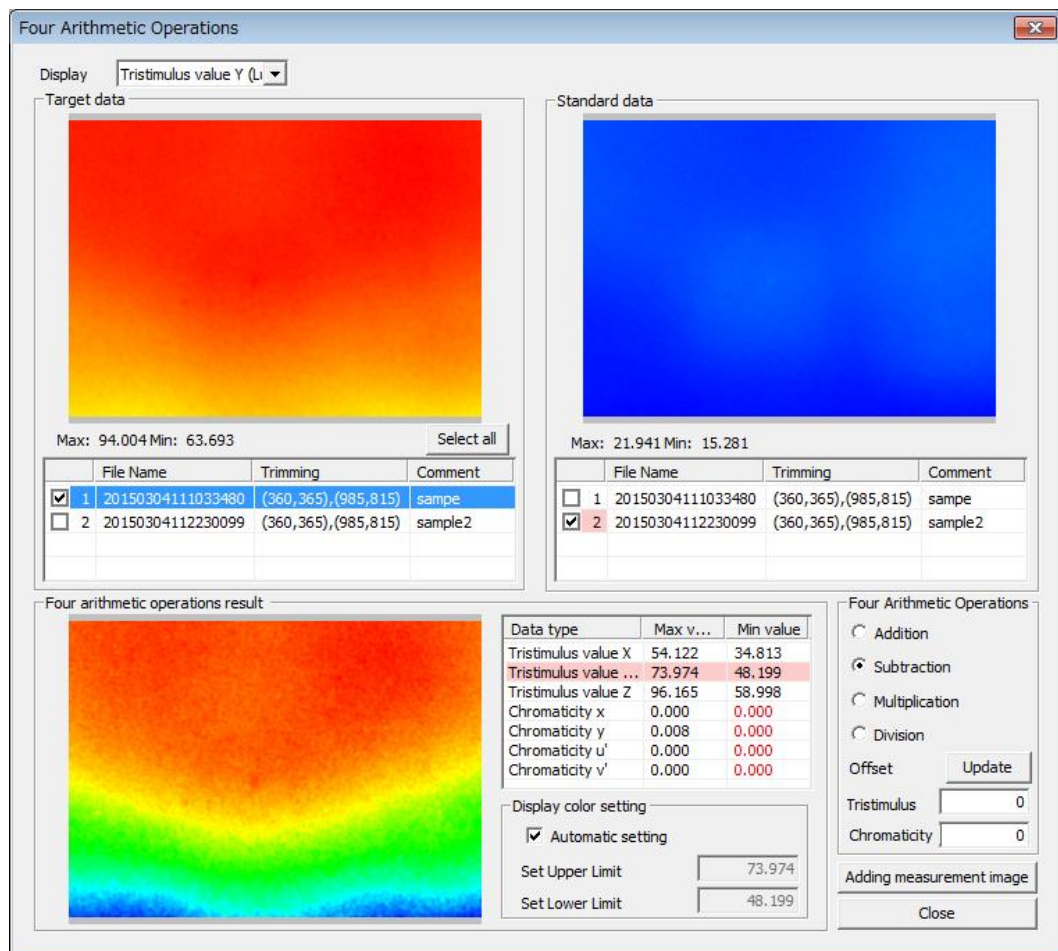 Four Arithmetic Operations
Display Tristimulus value Y (Lu
Target data
Max: 94.004 Min: 63.693
Select all
File Name Trimming Comment
1 20150304111033480 (360,365),(985,815) sampe
2 20150304112230099 (360,365),(985,815) sample2
Standard data
Max: 21.941 Min: 15.281
File Name Trimming Comment
1 20150304111033480 (360,365),(985,815) sampe
2 20150304112230099 (360,365),(985,815) sample2
Four arithmetic operations result
Data type Max v... Min value
Tristimulus value X 54.122 34.813
Tristimulus value ... 73.974 48.199
Tristimulus value Z 96.165 58.998
Chromaticity x 0.000 0.000
Chromaticity y 0.008 0.000
Chromaticity u' 0.000 0.000
Chromaticity v' 0.000 0.000
Display color setting
Automatic setting
Set Upper Limit 73.974
Set Lower Limit 48.199
Four Arithmetic Operations
Addition
Subtraction
Multiplication
Division
Offset Update
Tristimulus 0
Chromaticity 0
Adding measurement image
Close